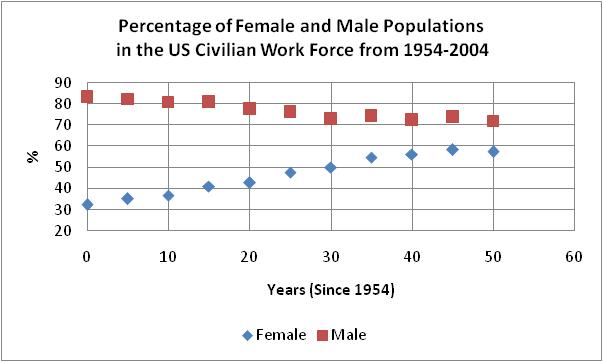 Percentage of Female and Male Populations
in the US Civilian Work Force from 1954-2004
90
80
70
60
50
40
30
20
%
0 10 20 30 40 50 60
Years (Since 1954)
Female Male